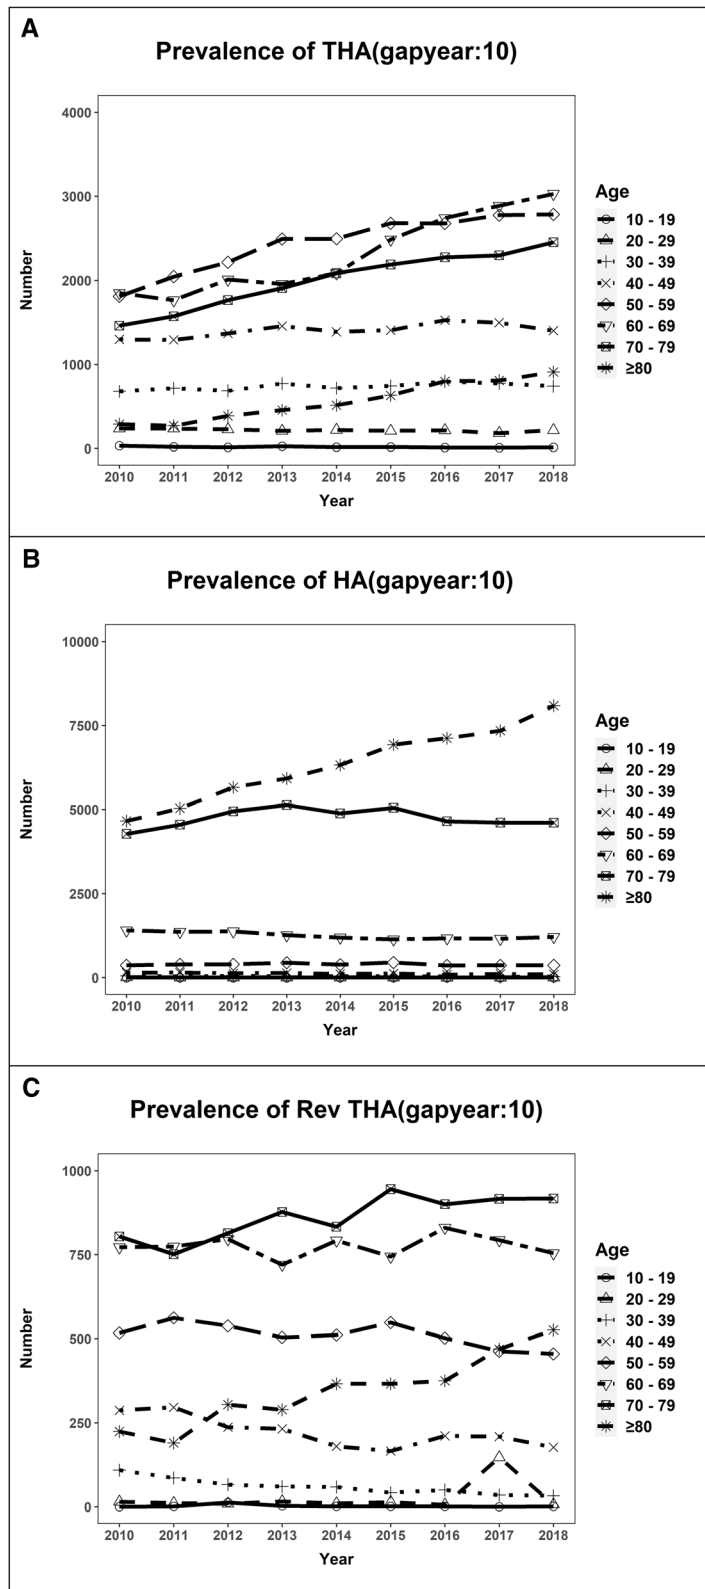 A
Prevalence of THA(gapyear:10)
4000
3000
2000
1000
0
Number
2010 2011 2012 2013 2014 2015 2016 2017 2018
Year
Age
10 - 19
20 - 29
30 - 39
40 - 49
50 - 59
60 - 69
70 - 79
≥80
B
Prevalence of HA(gapyear:10)
10000
7500
5000
2500
0
Number
2010 2011 2012 2013 2014 2015 2016 2017 2018
Year
Age
10 - 19
20 - 29
30 - 39
40 - 49
50 - 59
60 - 69
70 - 79
≥80
C
Prevalence of Rev THA(gapyear:10)
1000
750
500
250
0
Number
2010 2011 2012 2013 2014 2015 2016 2017 2018
Year
Age
10 - 19
20 - 29
30 - 39
40 - 49
50 - 59
60 - 69
70 - 79
≥80